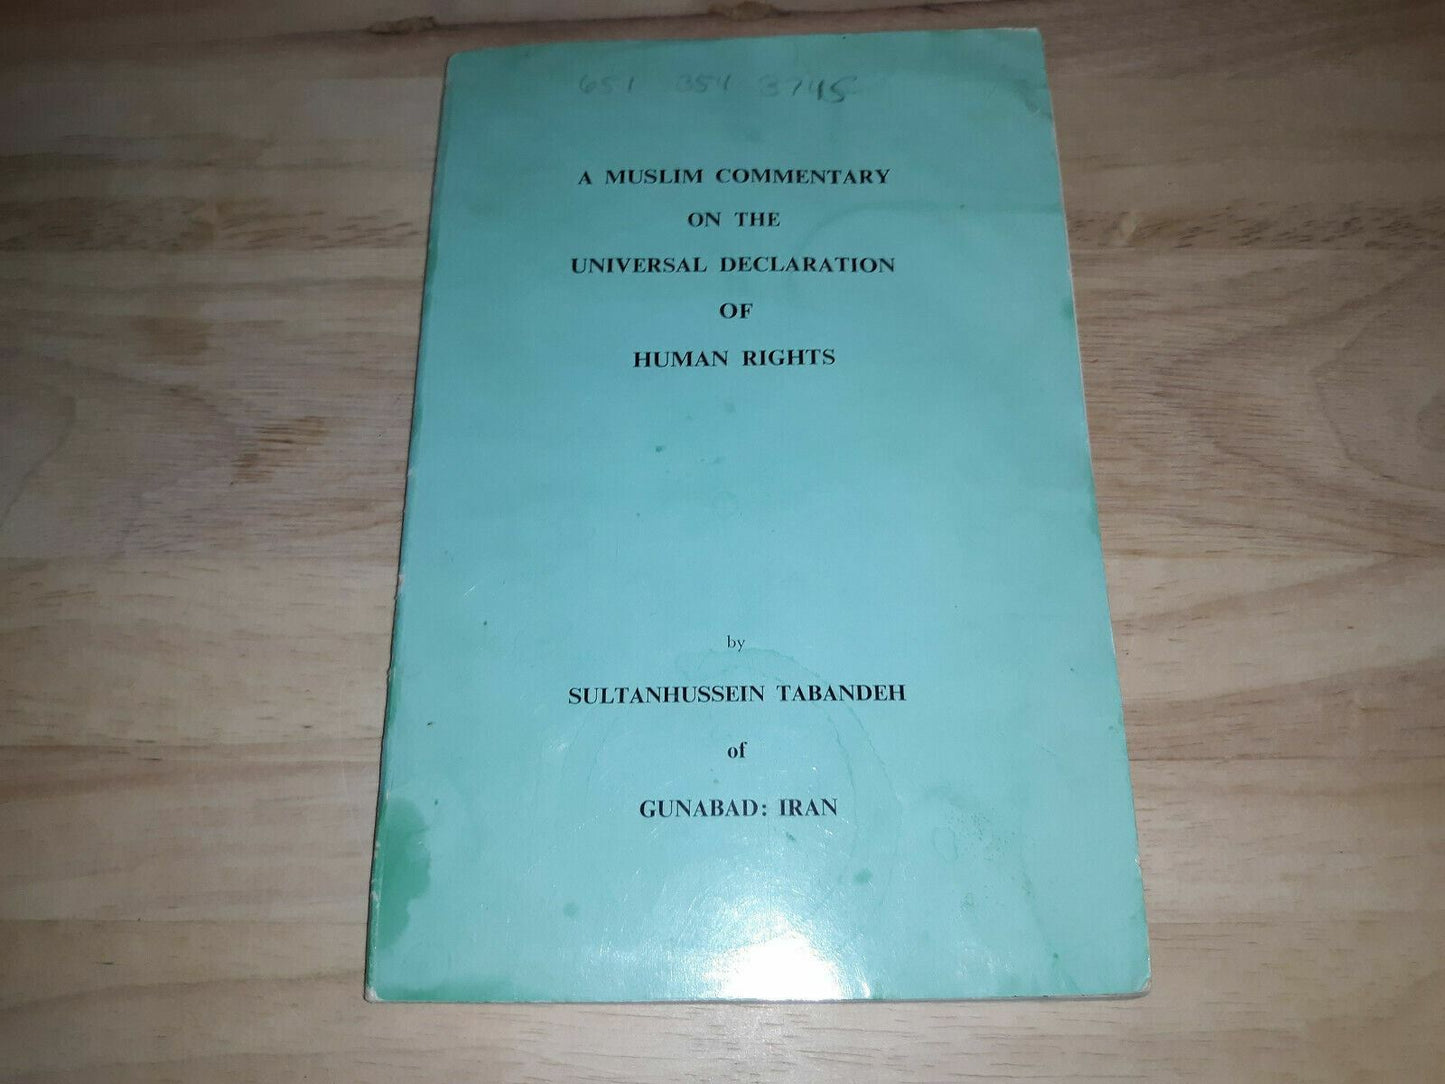 651 354 3745
A MUSLIM COMMENTARY
ON THE
UNIVERSAL DECLARATION
OF
HUMAN RIGHTS
by
SULTANHUSSEIN TABANDEH
of
GUNABAD: IRAN